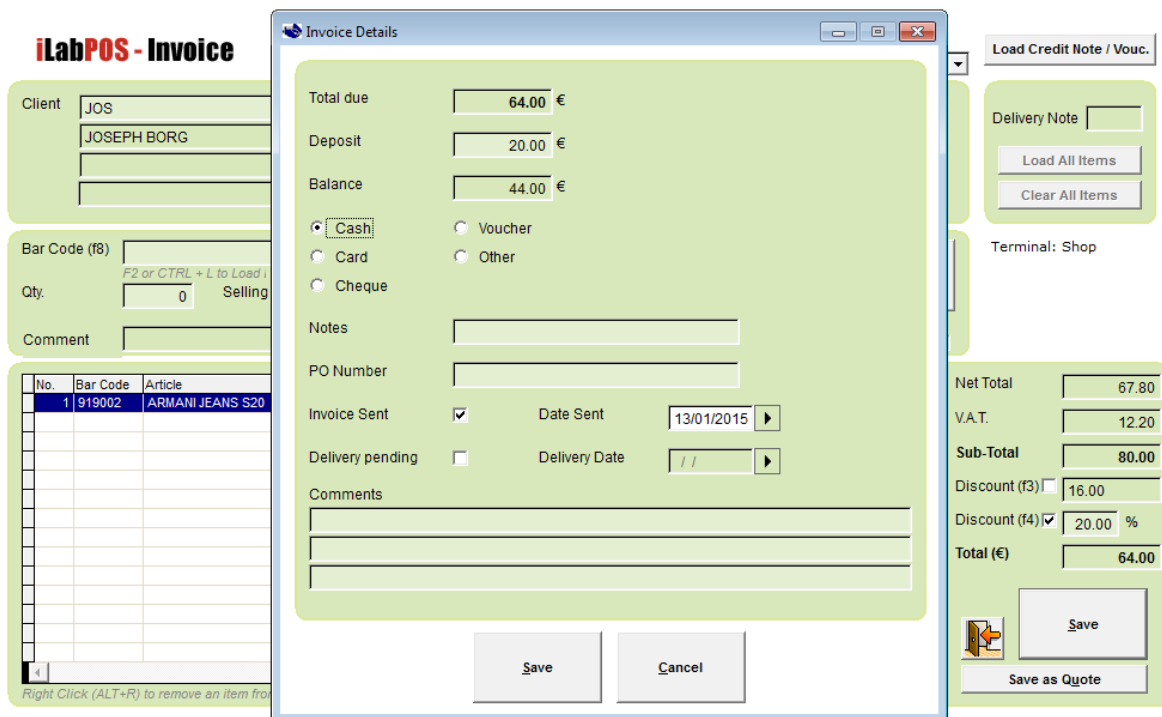 iLabPOS - Invoice
Client
JOS
JOSEPH BORG
Bar Code (f8)
F2 or CTRL + L to Load
Qty.
0
Selling
Comment
No. Bar Code Article
1 919002 ARMANI JEANS S20
Right Click (ALT+R) to remove an item from
Invoice Details
Total due 64.00 €
Deposit 20.00 €
Balance 44.00 €
Cash Voucher
Card Other
Cheque
Notes
PO Number
Invoice Sent Date Sent 13/01/2015
Delivery pending Delivery Date / /
Comments
Save Cancel
Load Credit Note / Vouc.
Delivery Note
Load All Items
Clear All Items
Terminal: Shop
Net Total 67.80
V.A.T. 12.20
Sub-Total 80.00
Discount (f3) 16.00
Discount (f4) 20.00 %
Total (€) 64.00
Save
Save as Quote